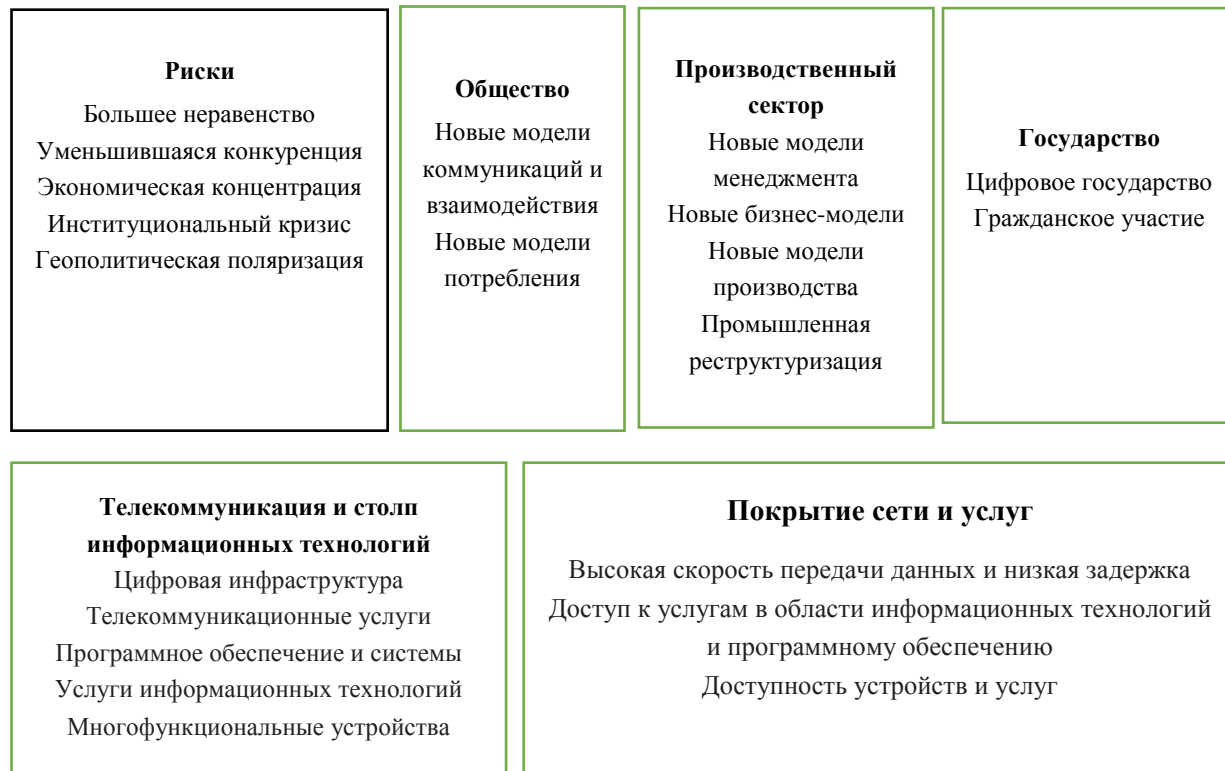 Риски
Большее неравенство
Уменьшившаяся конкуренция
Экономическая концентрация
Институциональный кризис
Геополитическая поляризация
Общество
Новые модели
коммуникаций и
взаимодействия
Новые модели
потребления
Производственный
сектор
Новые модели
менеджмента
Новые бизнес-модели
Новые модели
производства
Промышленная
реструктуризация
Государство
Цифровое государство
Гражданское участие
Телекоммуникация и столп
информационных технологий
Цифровая инфраструктура
Телекоммуникационные услуги
Программное обеспечение и системы
Услуги информационных технологий
Многофункциональные устройства
Покрытие сети и услуг
Высокая скорость передачи данных и низкая задержка
Доступ к услугам в области информационных технологий
и программному обеспечению
Доступность устройств и услуг